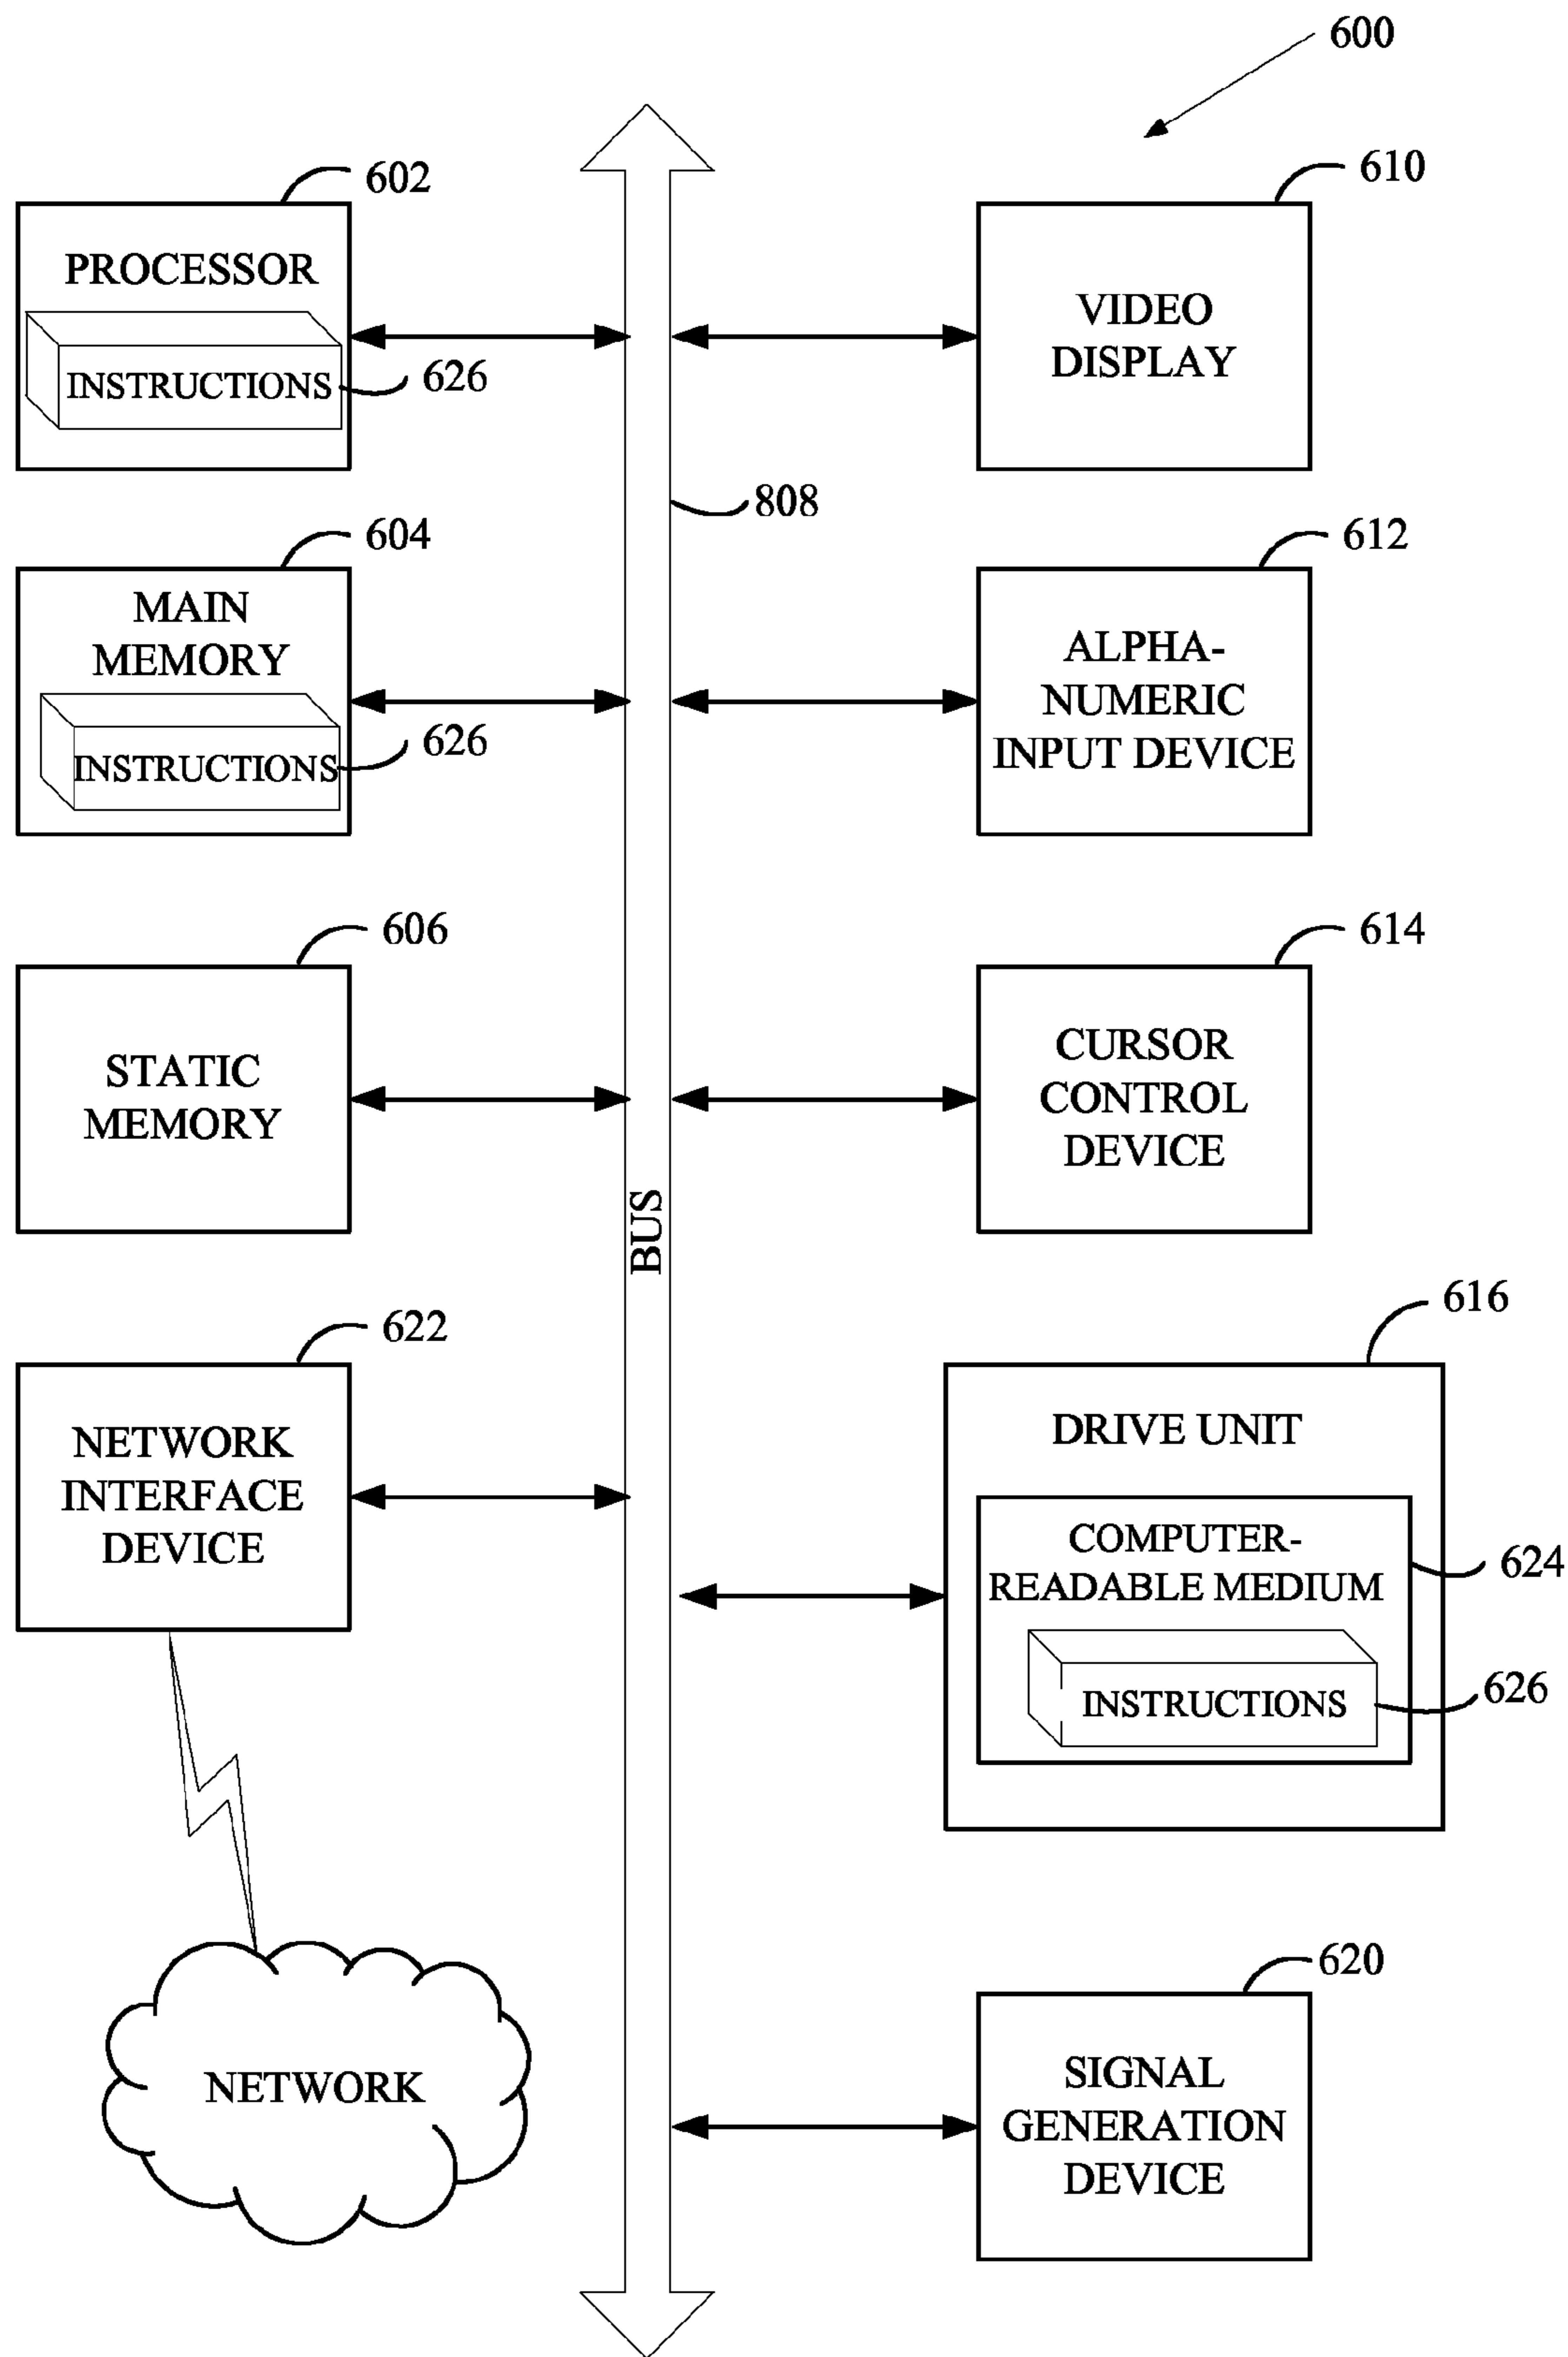 600
602
PROCESSOR
INSTRUCTIONS
626
610
VIDEO
DISPLAY
808
604
MAIN
MEMORY
INSTRUCTIONS
626
612
ALPHA-
NUMERIC
INPUT DEVICE
606
STATIC
MEMORY
614
CURSOR
CONTROL
DEVICE
BUS
622
NETWORK
INTERFACE
DEVICE
616
DRIVE UNIT
COMPUTER-
READABLE MEDIUM
624
INSTRUCTIONS
626
NETWORK
620
SIGNAL
GENERATION
DEVICE